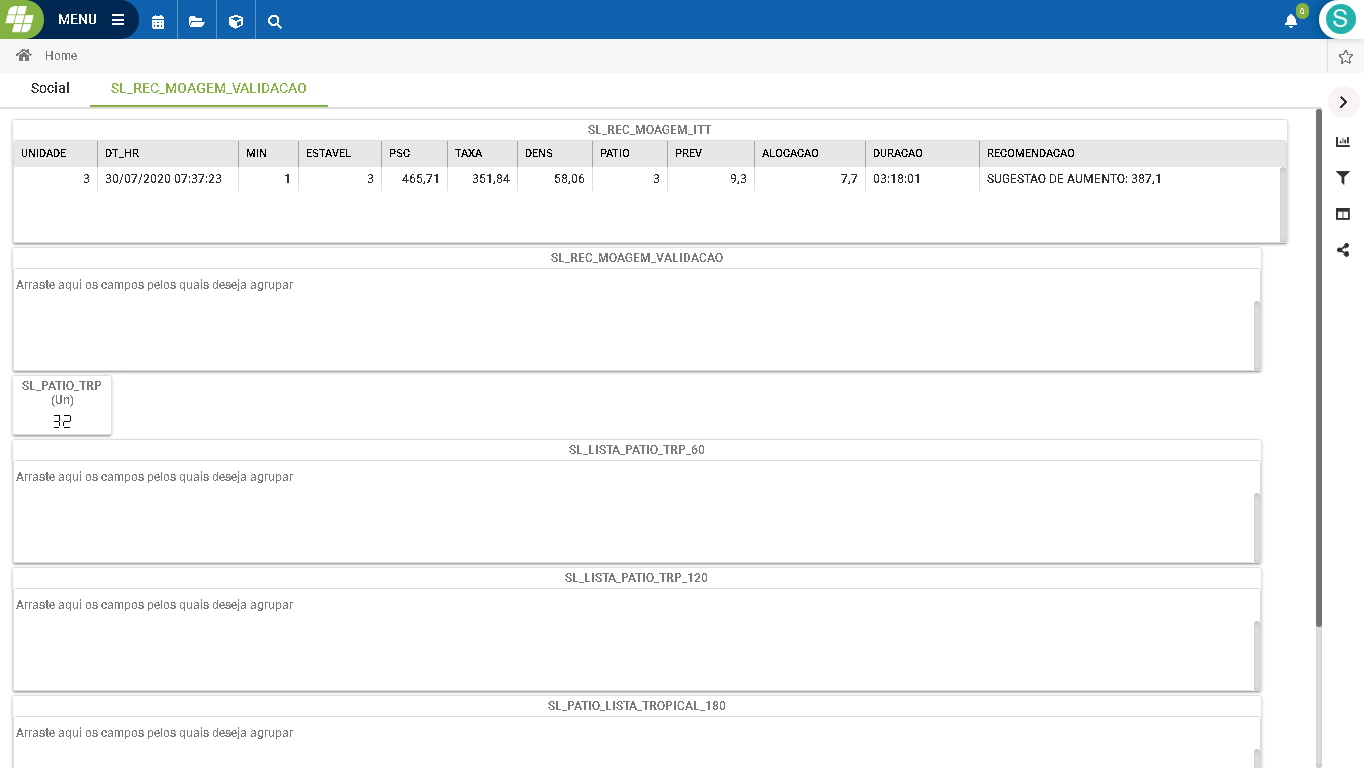 MENU
0
S
Home
Social SL_REC_MOAGEM_VALIDACAO
SL_REC_MOAGEM_ITT
UNIDADE DT_HR MIN ESTAVEL PSC TAXA DENS PATIO PREV ALOCACAO DURACAO RECOMENDACAO
3 30/07/2020 07:37:23 1 3 465,71 351,84 58,06 3 9,3 7,7 03:18:01 SUGESTAO DE AUMENTO: 387,1
SL_REC_MOAGEM_VALIDACAO
Arraste aqui os campos pelos quais deseja agrupar
SL_PATIO_TRP
(Un)
32
SL_LISTA_PATIO_TRP_60
Arraste aqui os campos pelos quais deseja agrupar
SL_LISTA_PATIO_TRP_120
Arraste aqui os campos pelos quais deseja agrupar
SL_PATIO_LISTA_TROPICAL_180
Arraste aqui os campos pelos quais deseja agrupar